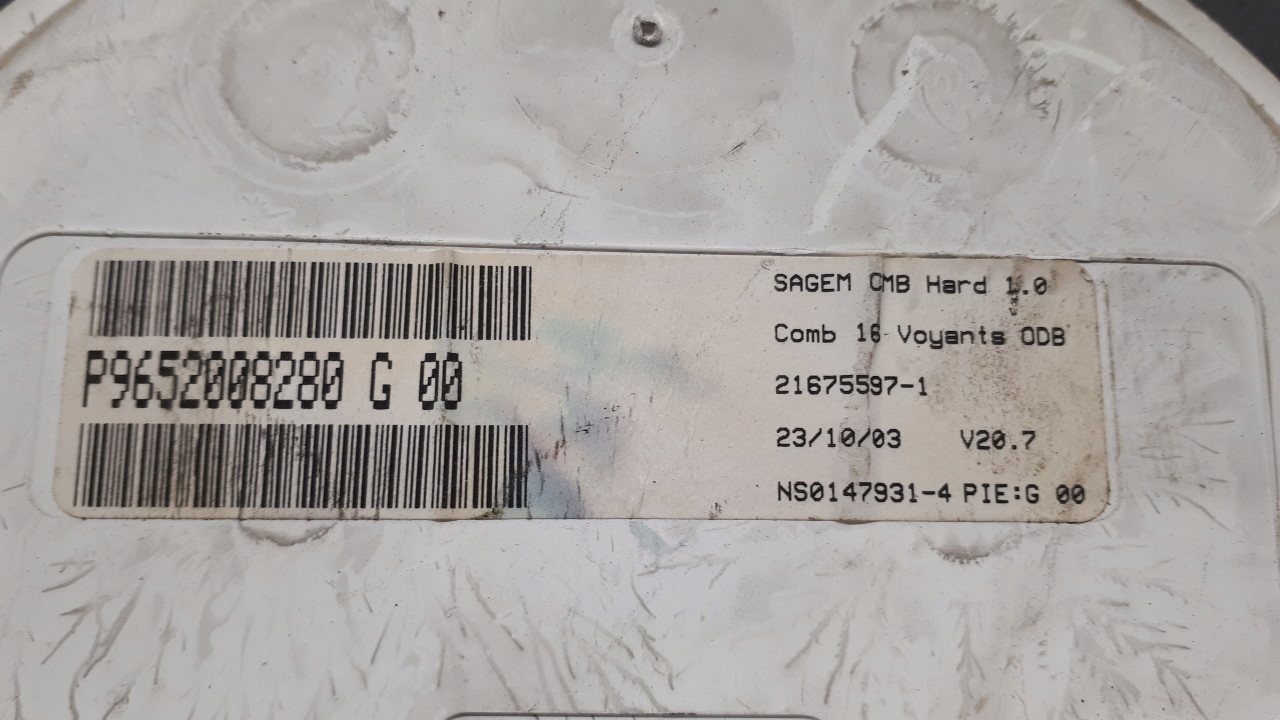 P9652008280 G 00
SAGEM CMB Hard 1.0
Comb 16 Voyants ODB
21675597-1
23/10/03 V20.7
NS0147931-4 PIE:G 00